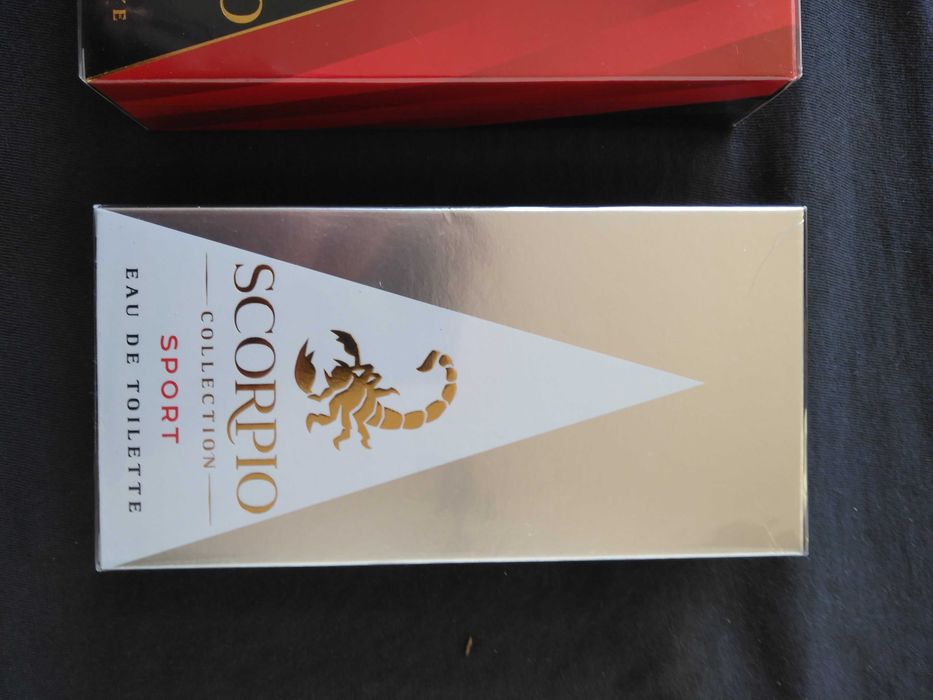 SCORPIO
COLLECTION
SPORT
EAU DE TOILETTE